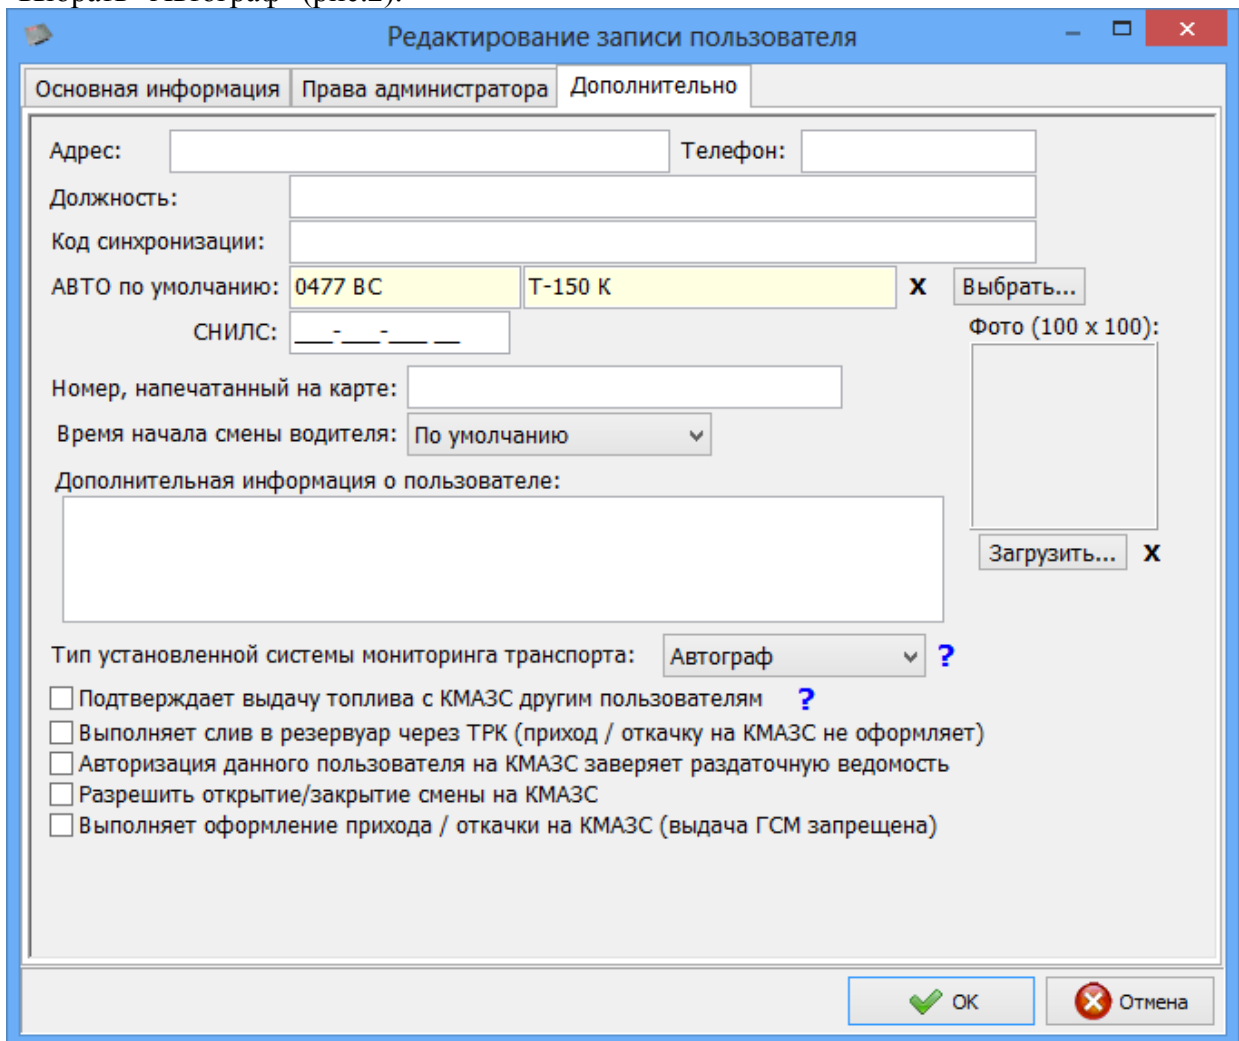 "Автограф" (рис.2).
Редактирование записи пользователя
Основная информация Права администратора Дополнительно
Адрес: Телефон:
Должность:
Код синхронизации:
АВТО по умолчанию: 0477 ВС Т-150 К X Выбрать...
СНИЛС: ___-___-___ __ Фото (100 x 100):
Номер, напечатанный на карте:
Время начала смены водителя: По умолчанию
Дополнительная информация о пользователе:
Загрузить... X
Тип установленной системы мониторинга транспорта: Автограф ?
Подтверждает выдачу топлива с КМАЗС другим пользователям ?
Выполняет слив в резервуар через ТРК (приход / откачку на КМАЗС не оформляет)
Авторизация данного пользователя на КМАЗС заверяет раздаточную ведомость
Разрешить открытие/закрытие смены на КМАЗС
Выполняет оформление прихода / откачки на КМАЗС (выдача ГСМ запрещена)
ОК Отмена